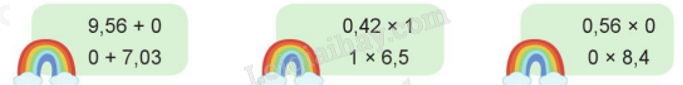 9,56 + 0
0 + 7,03
0,42 × 1
1 × 6,5
0,56 × 0
0 × 8,4